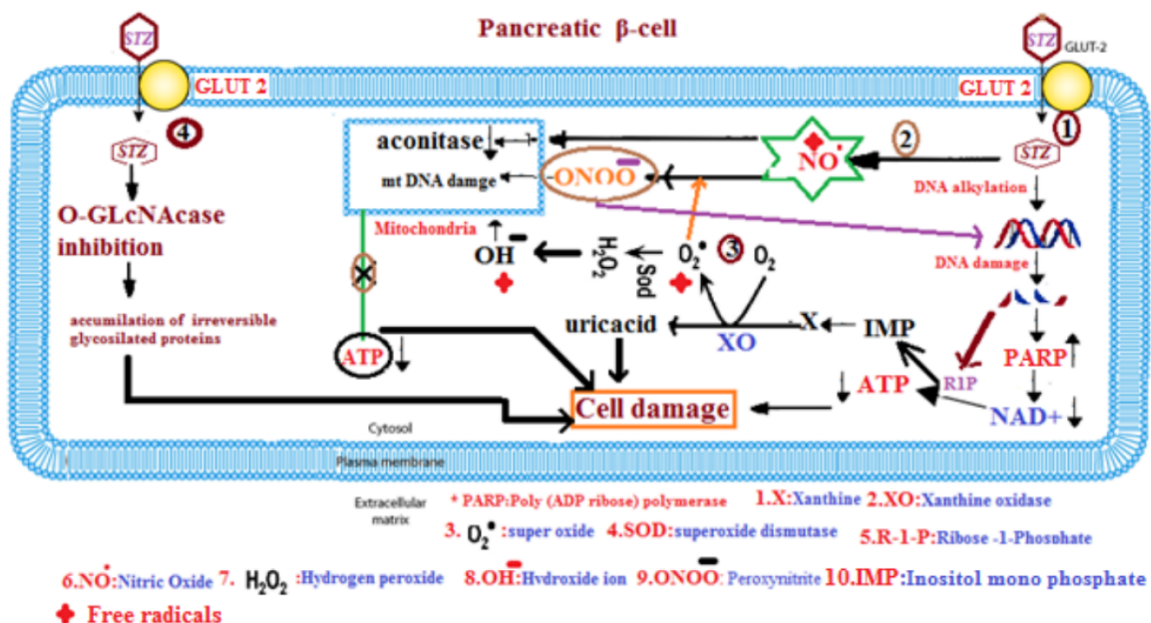 Pancreatic β-cell
STZ
STZ
GLUT-2
GLUT 2
GLUT 2
4
1
2
aconitase
NO•
STZ
STZ
ONOO
mt DNA damge
DNA alkylation
O-GLcNAcase
inhibition
Mitochondria
OH
H₂O₂
Sod
O₂•
3
O₂
DNA damage
accumilation of irreversible
glycosilated proteins
uricacid
X
IMP
XO
ATP
PARP
ATP
R1P
NAD+
Cell damage
Cytosol
Plasma membrane
Extracellular
matrix
* PARP:Poly (ADP ribose) polymerase 1.X:Xanthine 2.XO:Xanthine oxidase
3. O₂• :super oxide 4.SOD:superoxide dismutase 5.R-1-P:Ribose -1-Phosphate
6.NO•:Nitric Oxide 7. H₂O₂ :Hydrogen peroxide 8.OH:Hydroxide ion 9.ONOO: Peroxynitrite 10.IMP:Inositol mono phosphate
Free radicals